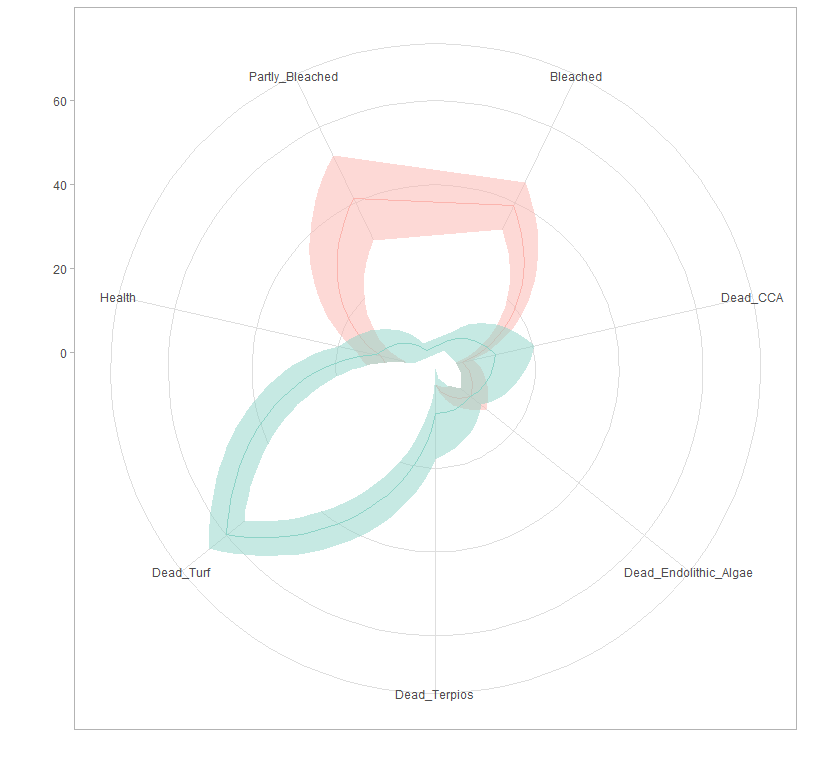 Partly_Bleached
Bleached
60
40
20
Health
Dead_CCA
0
Dead_Turf
Dead_Endolithic_Algae
Dead_Terpios